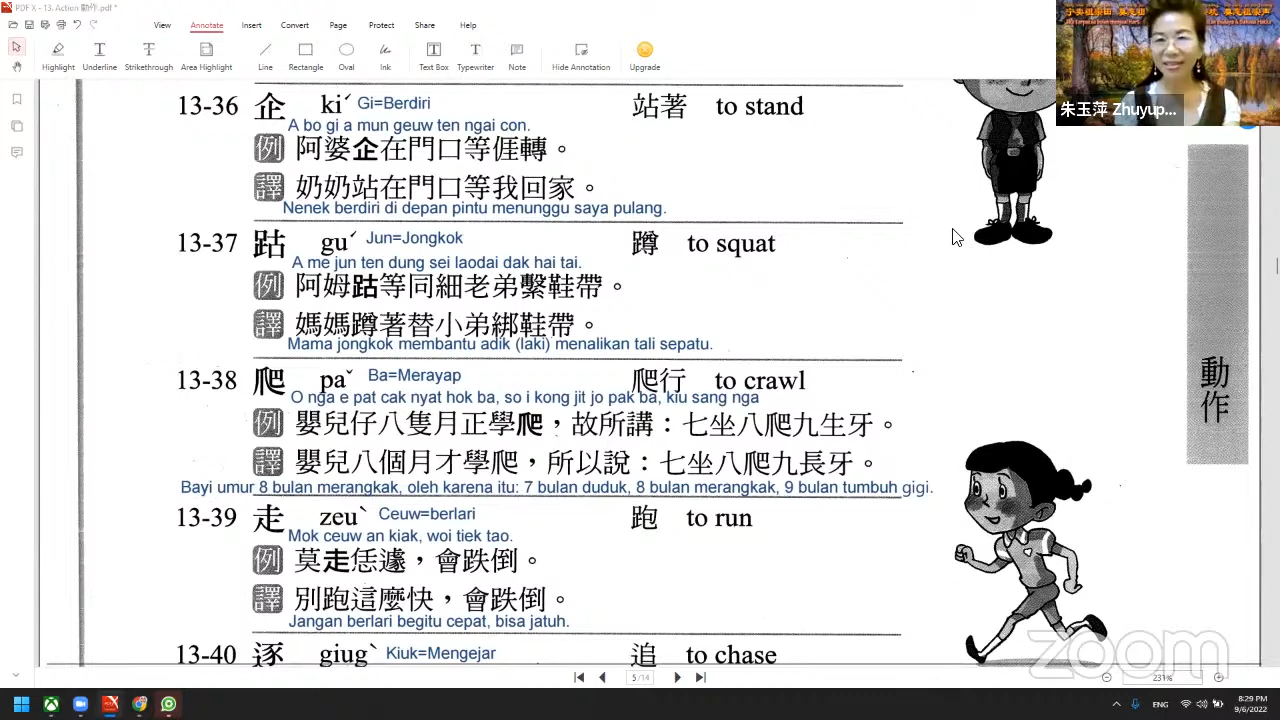 PDF X - 13. Action 動作.pdf *
View Annotate Insert Convert Page Protect Share Help
Highlight Underline Strikethrough Area Highlight Line Rectangle Oval Ink Text Box Typewriter Note Hide Annotation Upgrade
朱玉萍 Zhuyup...
13-36 企 kiˊ Gi=Berdiri 站著 to stand
A bo gi a mun geuw ten ngai con.
例 阿婆企在門口等𠊎轉。
譯 奶奶站在門口等我回家。
Nenek berdiri di depan pintu menunggu saya pulang.
13-37 跍 guˊ Jun=Jongkok 蹲 to squat
A me jun ten dung sei laodai dak hai tai.
例 阿姆跍等同細老弟繫鞋帶。
譯 媽媽蹲著替小弟綁鞋帶。
Mama jongkok membantu adik (laki) menalikan tali sepatu.
13-38 爬 paˇ Ba=Merayap 爬行 to crawl
O nga e pat cak nyat hok ba, so i kong jit jo pak ba, kiu sang nga
例 嬰兒仔八隻月正學爬，故所講：七坐八爬九生牙。
譯 嬰兒八個月才學爬，所以說：七坐八爬九長牙。
Bayi umur 8 bulan merangkak, oleh karena itu: 7 bulan duduk, 8 bulan merangkak, 9 bulan tumbuh gigi.
13-39 走 zeuˋ Ceuw=berlari 跑 to run
Mok ceuw an kiak, woi tiek tao.
例 莫走恁遽，會跌倒。
譯 別跑這麼快，會跌倒。
Jangan berlari begitu cepat, bisa jatuh.
13-40 逐 giugˋ Kiuk=Mengejar 追 to chase
動作
zoom
5/14
231%
ENG
8:29 PM
9/6/2022